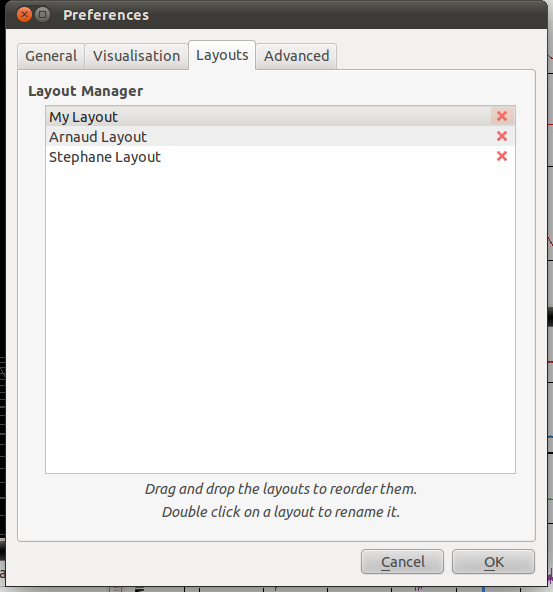 Preferences
General Visualisation Layouts Advanced
Layout Manager
My Layout
Arnaud Layout
Stephane Layout
Drag and drop the layouts to reorder them.
Double click on a layout to rename it.
Cancel OK